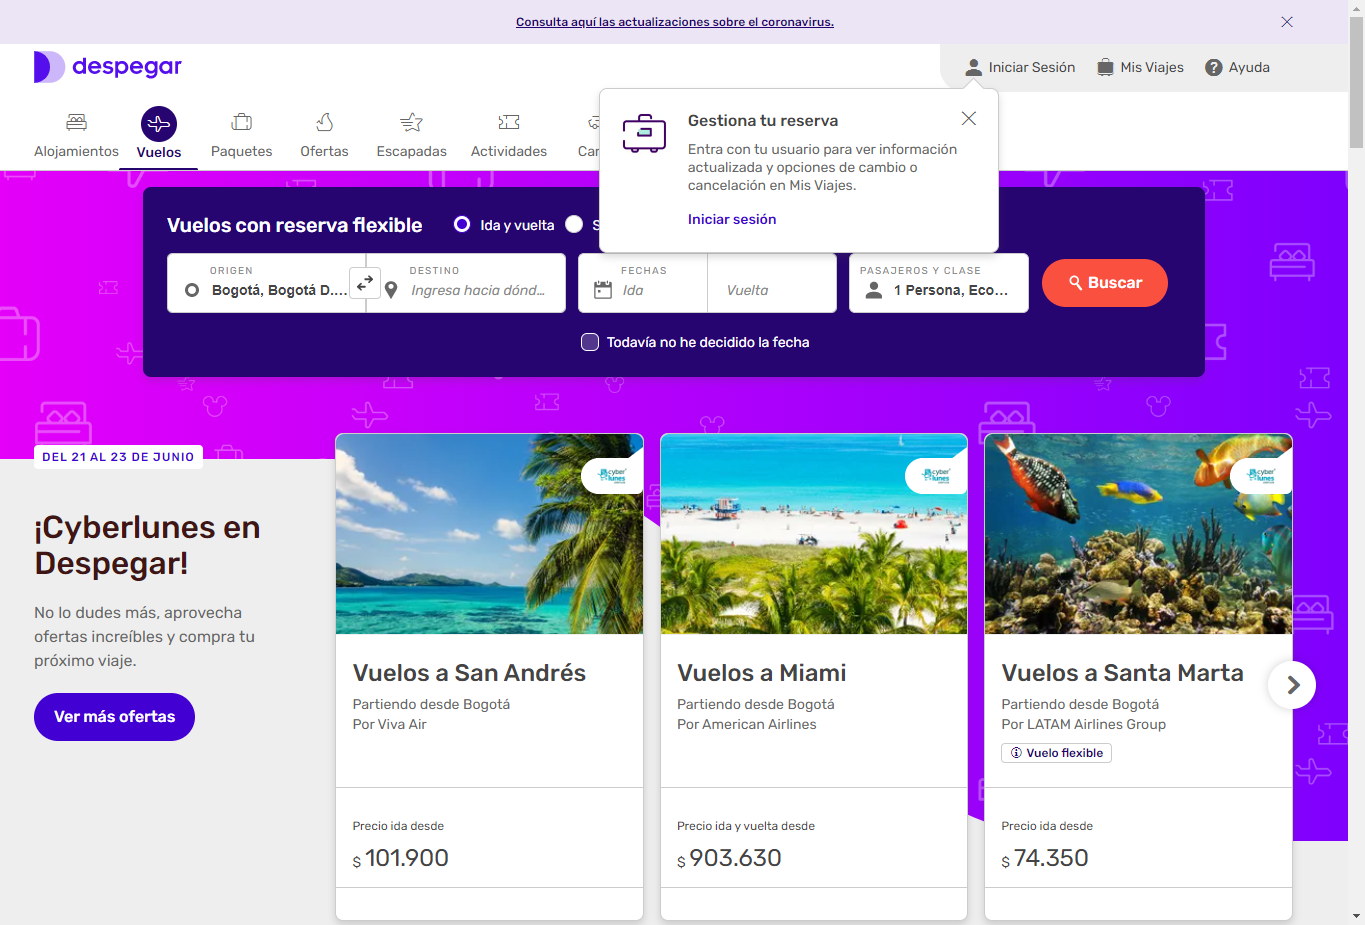 Consulta aquí las actualizaciones sobre el coronavirus.
despegar
Iniciar Sesión
Mis Viajes
Ayuda
Alojamientos
Vuelos
Paquetes
Ofertas
Escapadas
Actividades
Gestiona tu reserva
Entra con tu usuario para ver información
actualizada y opciones de cambio o
cancelación en Mis Viajes.
Iniciar sesión
Vuelos con reserva flexible
Ida y vuelta
ORIGEN
Bogotá, Bogotá D....
DESTINO
Ingresa hacia dónd...
FECHAS
Ida
Vuelta
PASAJEROS Y CLASE
1 Persona, Eco...
Buscar
Todavía no he decidido la fecha
DEL 21 AL 23 DE JUNIO
¡Cyberlunes en
Despegar!
No lo dudes más, aprovecha
ofertas increíbles y compra tu
próximo viaje.
Ver más ofertas
cyber
lunes
Vuelos a San Andrés
Partiendo desde Bogotá
Por Viva Air
Precio ida desde
$ 101.900
cyber
lunes
Vuelos a Miami
Partiendo desde Bogotá
Por American Airlines
Precio ida y vuelta desde
$ 903.630
cyber
lunes
Vuelos a Santa Marta
Partiendo desde Bogotá
Por LATAM Airlines Group
Vuelo flexible
Precio ida desde
$ 74.350